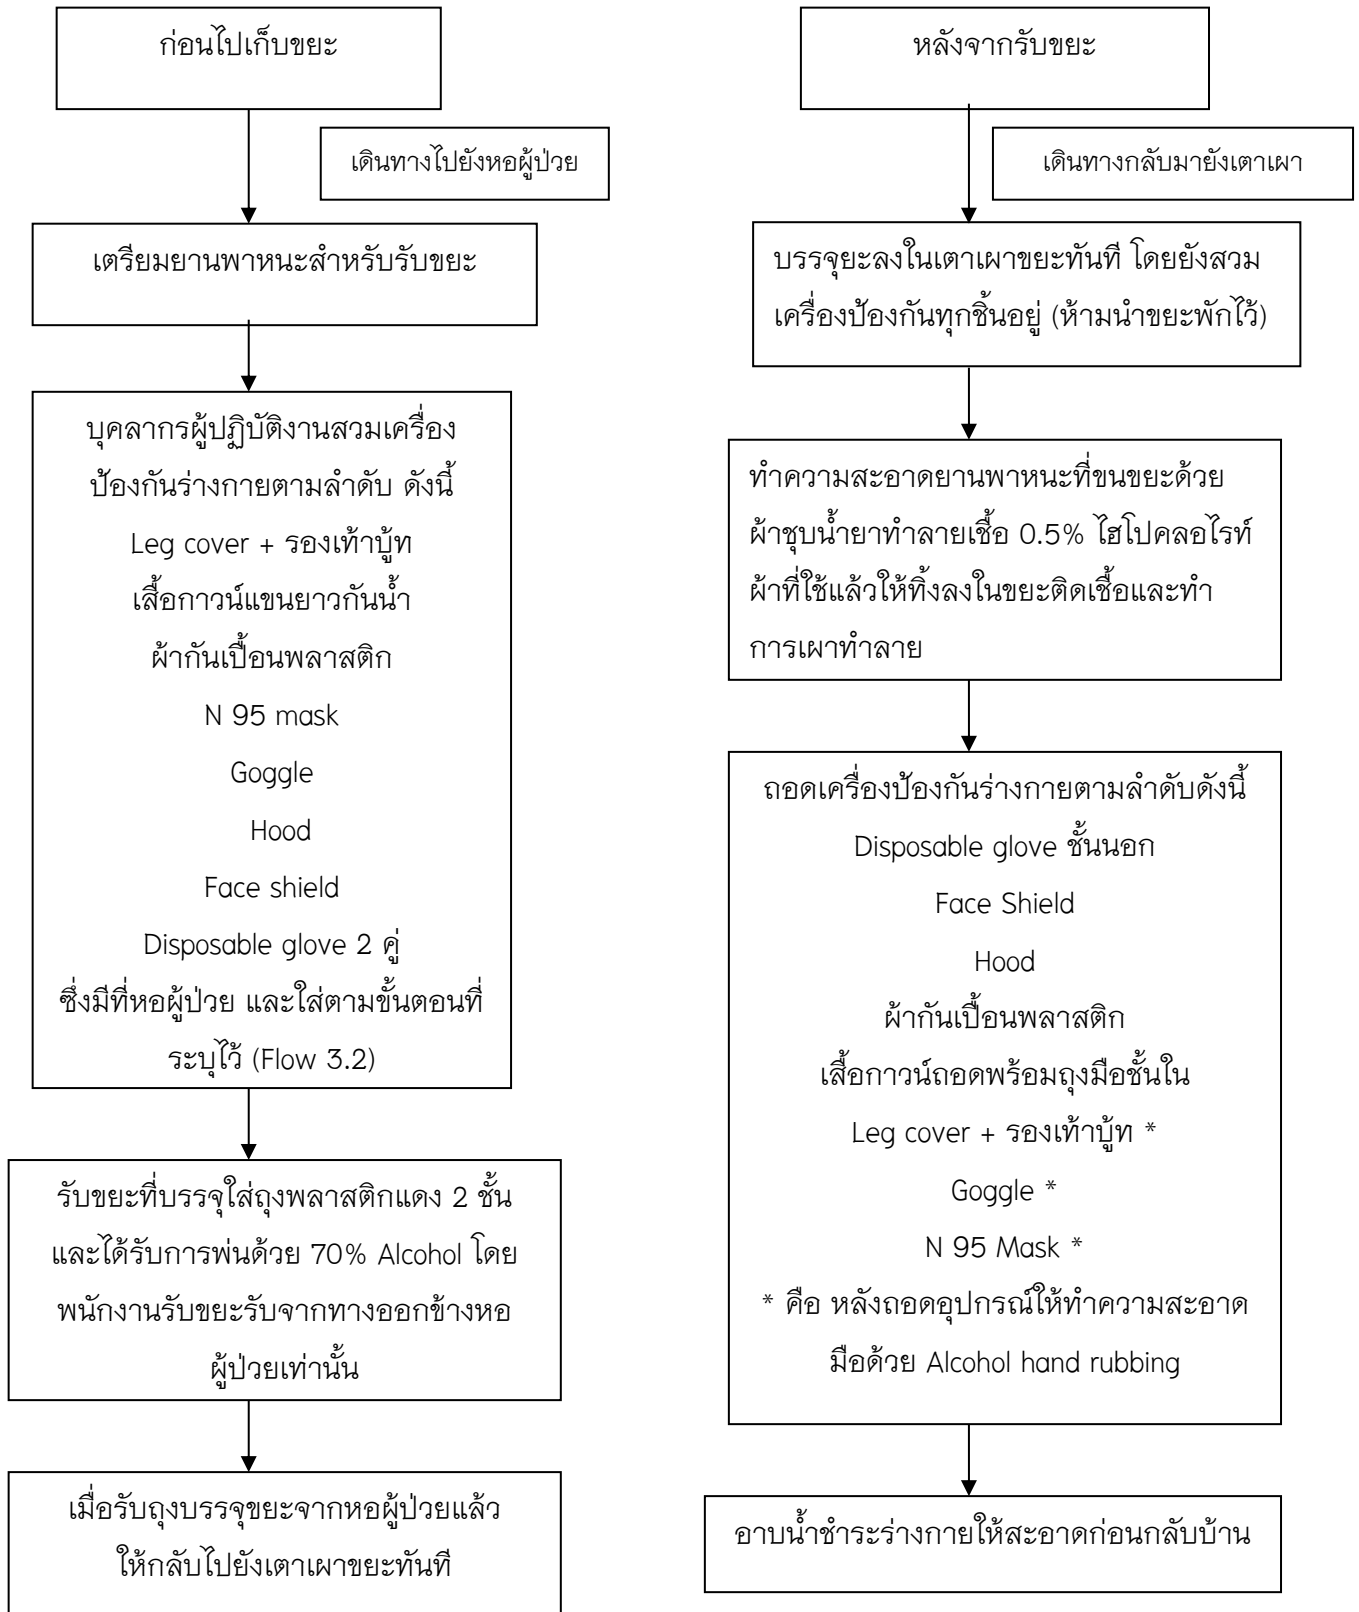 ก่อนไปเก็บขยะ
เดินทางไปยังหอผู้ป่วย
เตรียมยานพาหนะสำหรับรับขยะ
บุคลากรผู้ปฏิบัติงานสวมเครื่อง
ป้องกันร่างกายตามลำดับ ดังนี้
Leg cover + รองเท้าบู้ท
เสื้อกาวน์แขนยาวกันน้ำ
ผ้ากันเปื้อนพลาสติก
N 95 mask
Goggle
Hood
Face shield
Disposable glove 2 คู่
ซึ่งมีที่หอผู้ป่วย และใส่ตามขั้นตอนที่
ระบุไว้ (Flow 3.2)
รับขยะที่บรรจุใส่ถุงพลาสติกแดง 2 ชั้น
และได้รับการพ่นด้วย 70% Alcohol โดย
พนักงานรับขยะรับจากทางออกข้างหอ
ผู้ป่วยเท่านั้น
เมื่อรับถุงบรรจุขยะจากหอผู้ป่วยแล้ว
ให้กลับไปยังเตาเผาขยะทันที
หลังจากรับขยะ
เดินทางกลับมายังเตาเผา
บรรจุยะลงในเตาเผาขยะทันที โดยยังสวม
เครื่องป้องกันทุกชิ้นอยู่ (ห้ามนำขยะพักไว้)
ทำความสะอาดยานพาหนะที่ขนขยะด้วย
ผ้าชุบน้ำยาทำลายเชื้อ 0.5% ไฮโปคลอไรท์
ผ้าที่ใช้แล้วให้ทิ้งลงในขยะติดเชื้อและทำ
การเผาทำลาย
ถอดเครื่องป้องกันร่างกายตามลำดับดังนี้
Disposable glove ชั้นนอก
Face Shield
Hood
ผ้ากันเปื้อนพลาสติก
เสื้อกาวน์ถอดพร้อมถุงมือชั้นใน
Leg cover + รองเท้าบู้ท *
Goggle *
N 95 Mask *
* คือ หลังถอดอุปกรณ์ให้ทำความสะอาด
มือด้วย Alcohol hand rubbing
อาบน้ำชำระร่างกายให้สะอาดก่อนกลับบ้าน